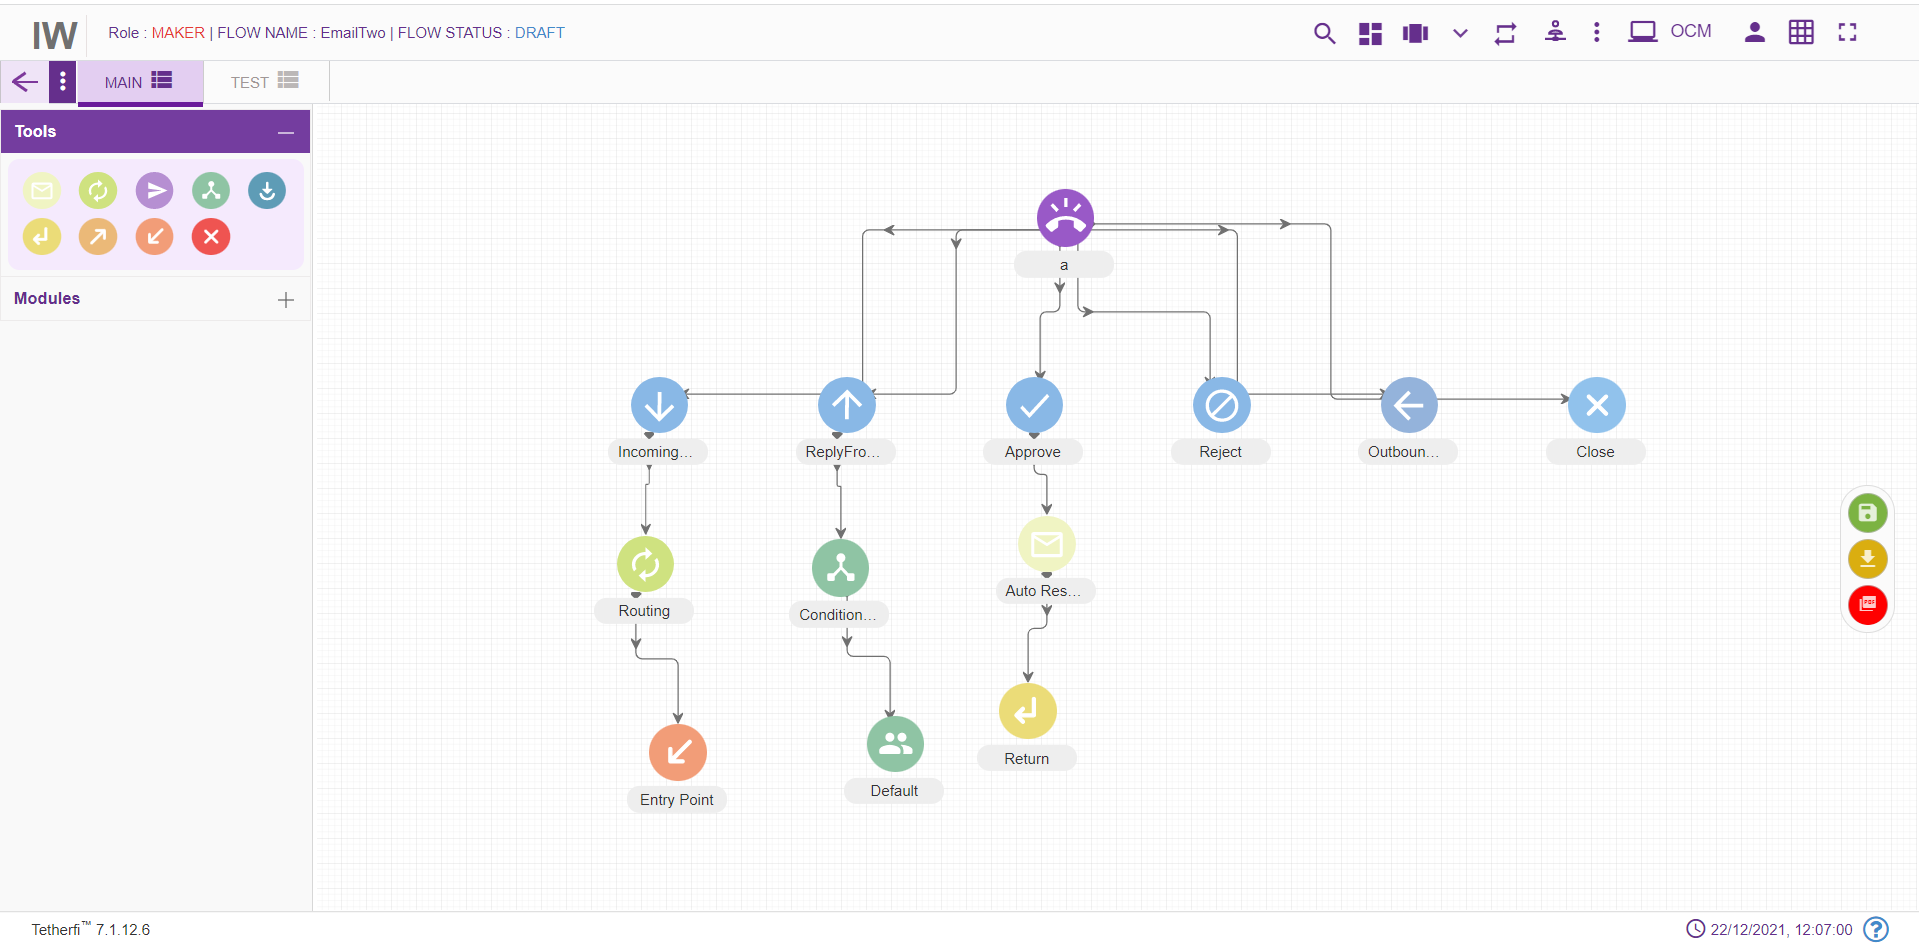 IW
Role : MAKER | FLOW NAME : EmailTwo | FLOW STATUS : DRAFT
OCM
MAIN
TEST
Tools
Modules
a
Incoming...
ReplyFro...
Approve
Reject
Outboun...
Close
Routing
Condition...
Auto Res...
Entry Point
Default
Return
PDF
Tetherfi™ 7.1.12.6
22/12/2021, 12:07:00
?